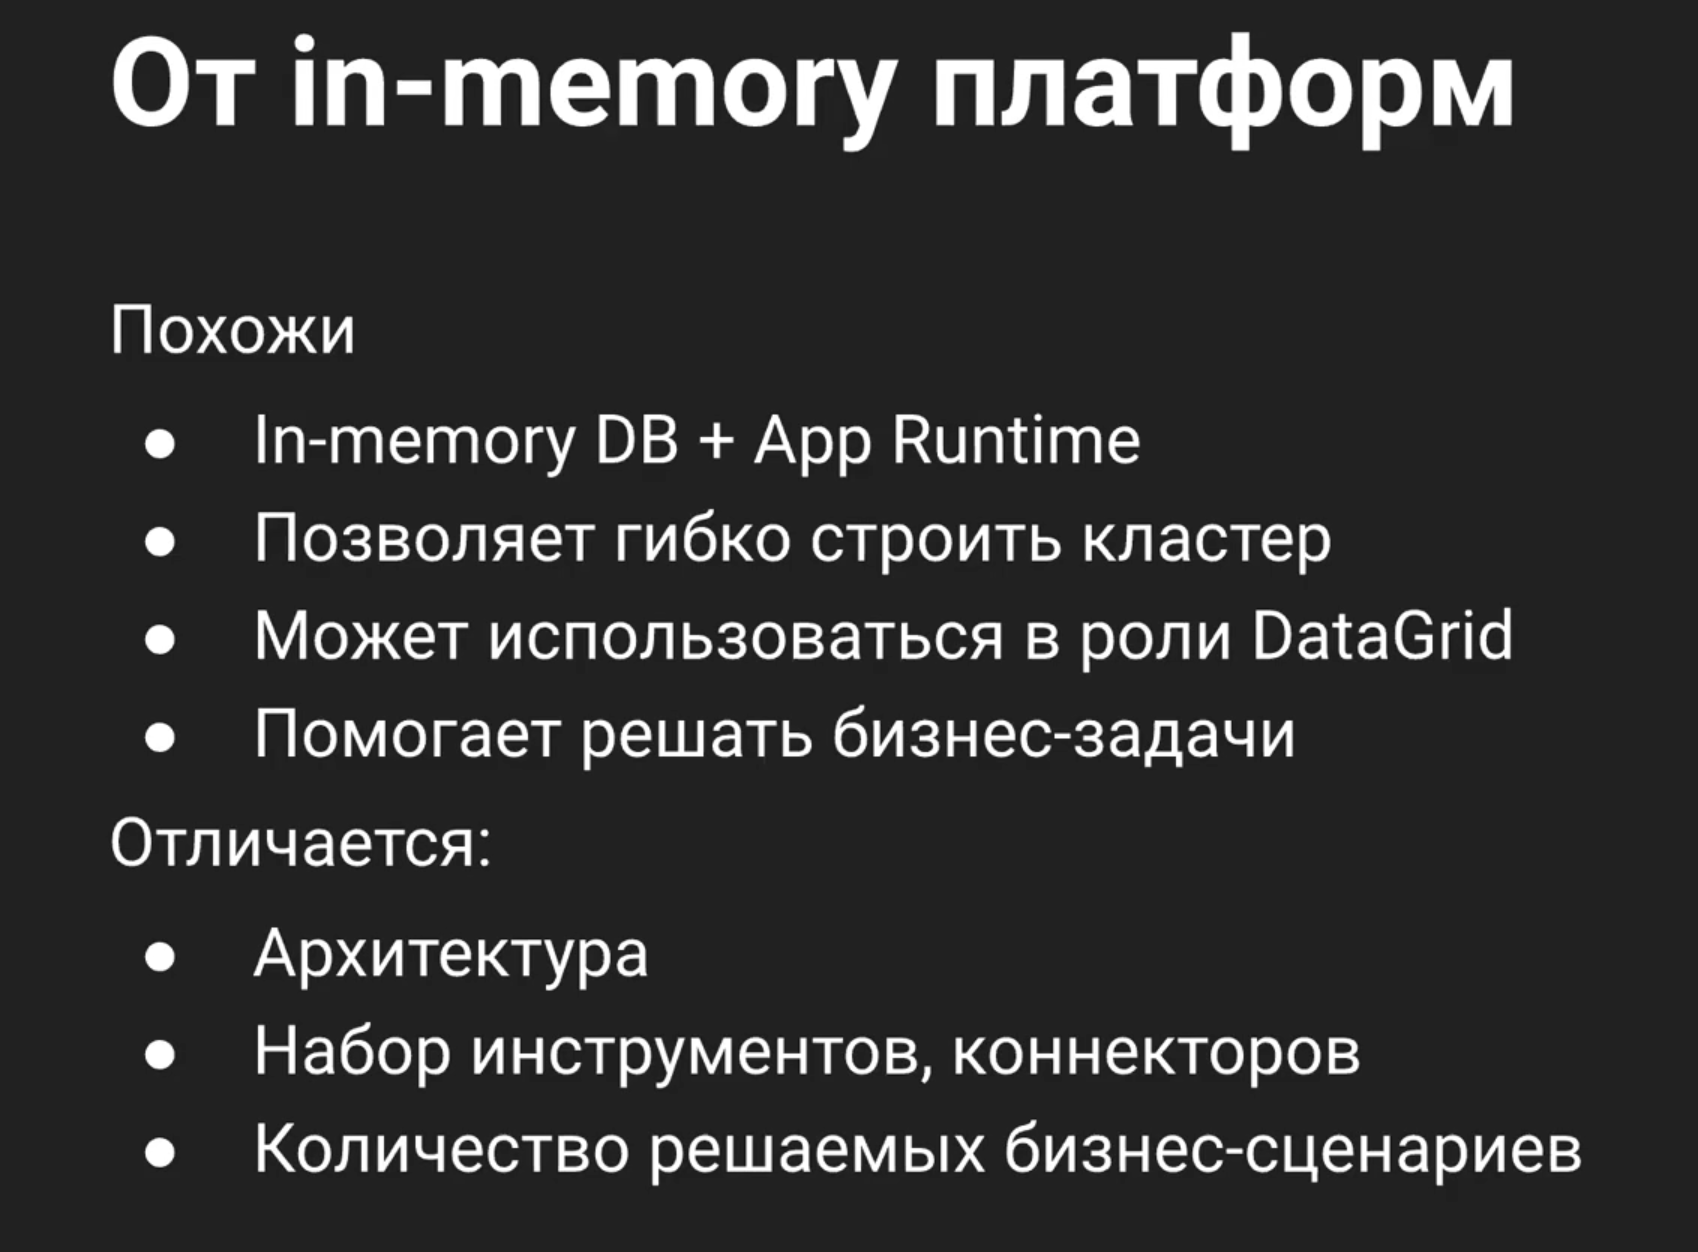 От in-memory платформ
Похожи
● In-memory DB + App Runtime
● Позволяет гибко строить кластер
● Может использоваться в роли DataGrid
● Помогает решать бизнес-задачи
Отличается:
● Архитектура
● Набор инструментов, коннекторов
● Количество решаемых бизнес-сценариев